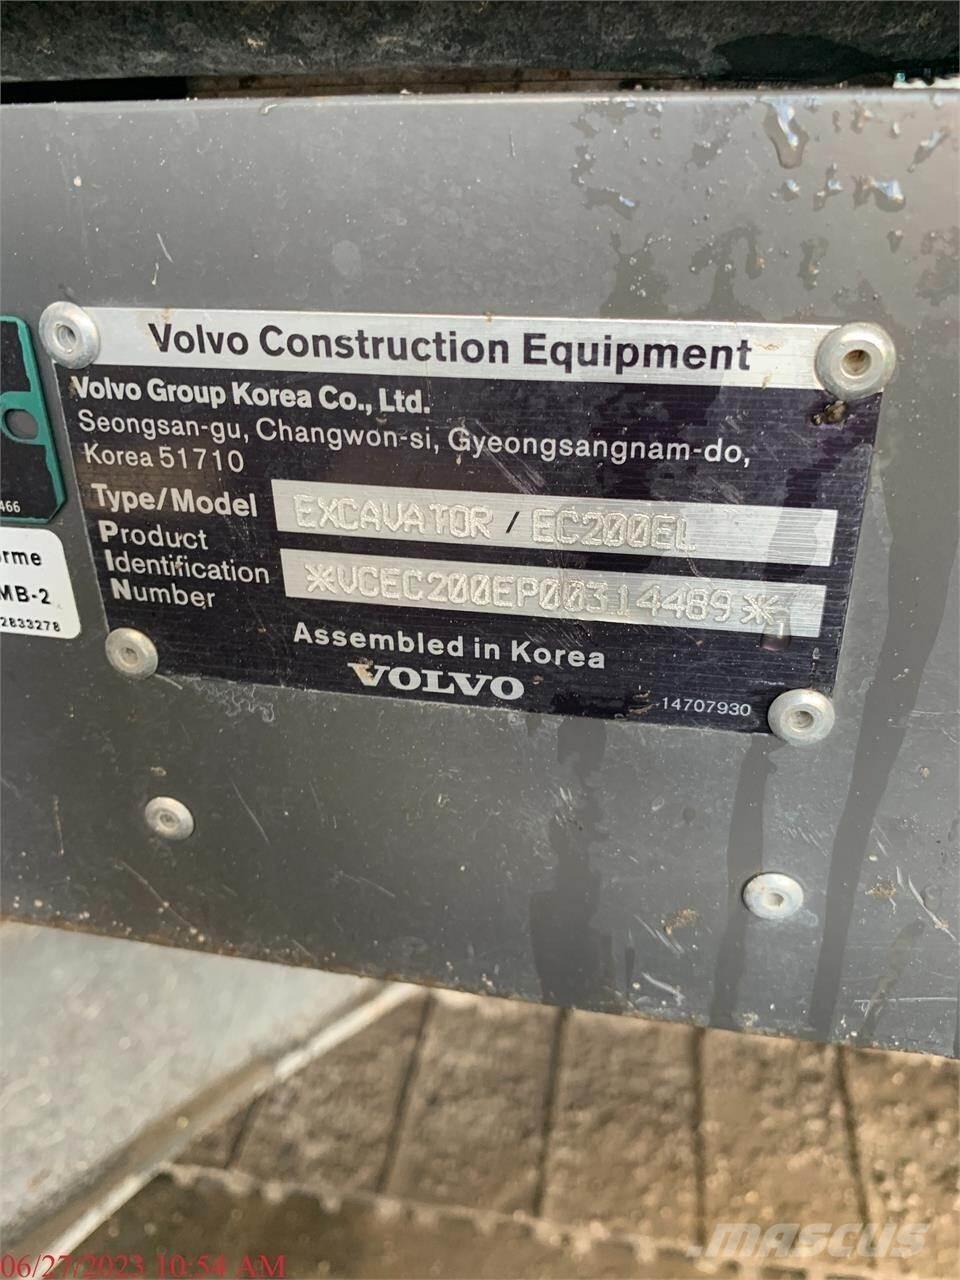 Volvo Construction Equipment
Volvo Group Korea Co., Ltd.
Seongsan-gu, Changwon-si, Gyeongsangnam-do,
Korea 51710
Type/Model EXCAVATOR / EC200EL
Product
Identification
Number *VCEC200EP00314489*
Assembled in Korea
VOLVO
14707930
466
orme
MB-2
2833278
06/27/2023 10:54 AM
MASCUS